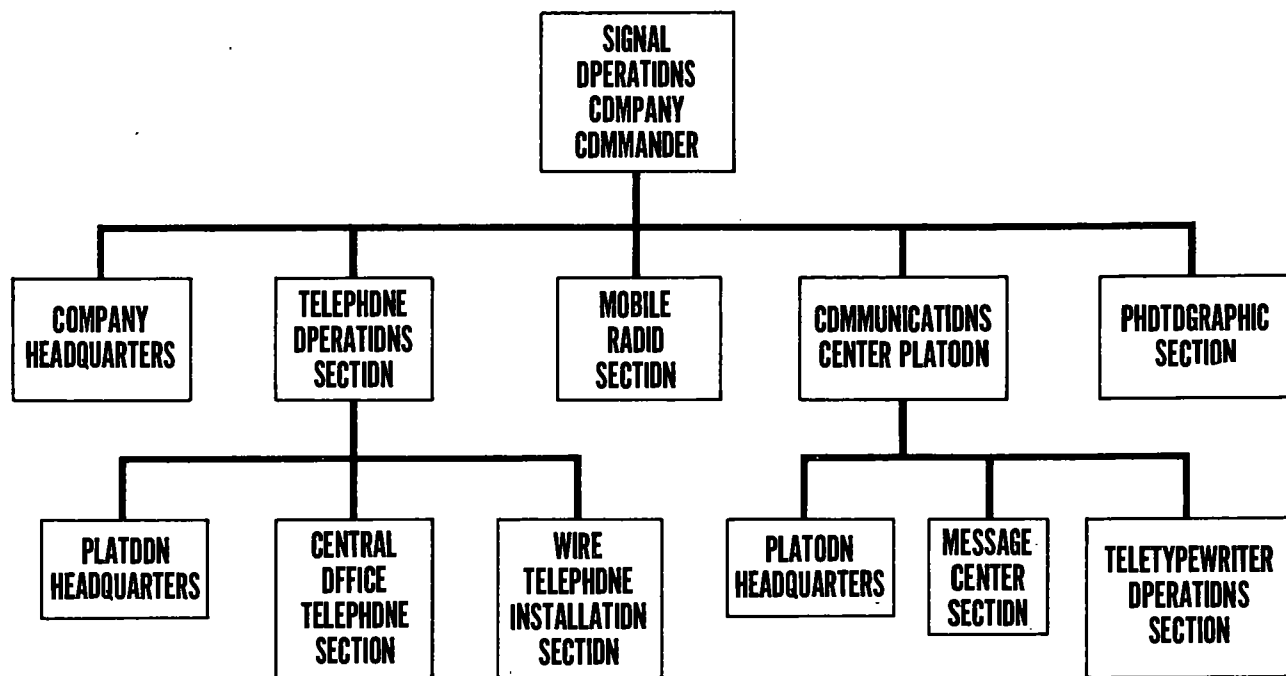 SIGNAL
DPERATIDNS
CDMPANY
CDMMANDER
COMPANY
HEADQUARTERS
TELEPHDNE
DPERATIDNS
SECTIDN
MOBILE
RADID
SECTIDN
CDMMUNICATIDNS
CENTER PLATODN
PHDTDGRAPHIC
SECTIDN
PLATDDN
HEADQUARTERS
CENTRAL
DFFICE
TELEPHDNE
SECTION
WIRE
TELEPHDNE
INSTALLATIDN
SECTIDN
PLATODN
HEADQUARTERS
MESSAGE
CENTER
SECTIDN
TELETYPEWRITER
DPERATIDNS
SECTIDN